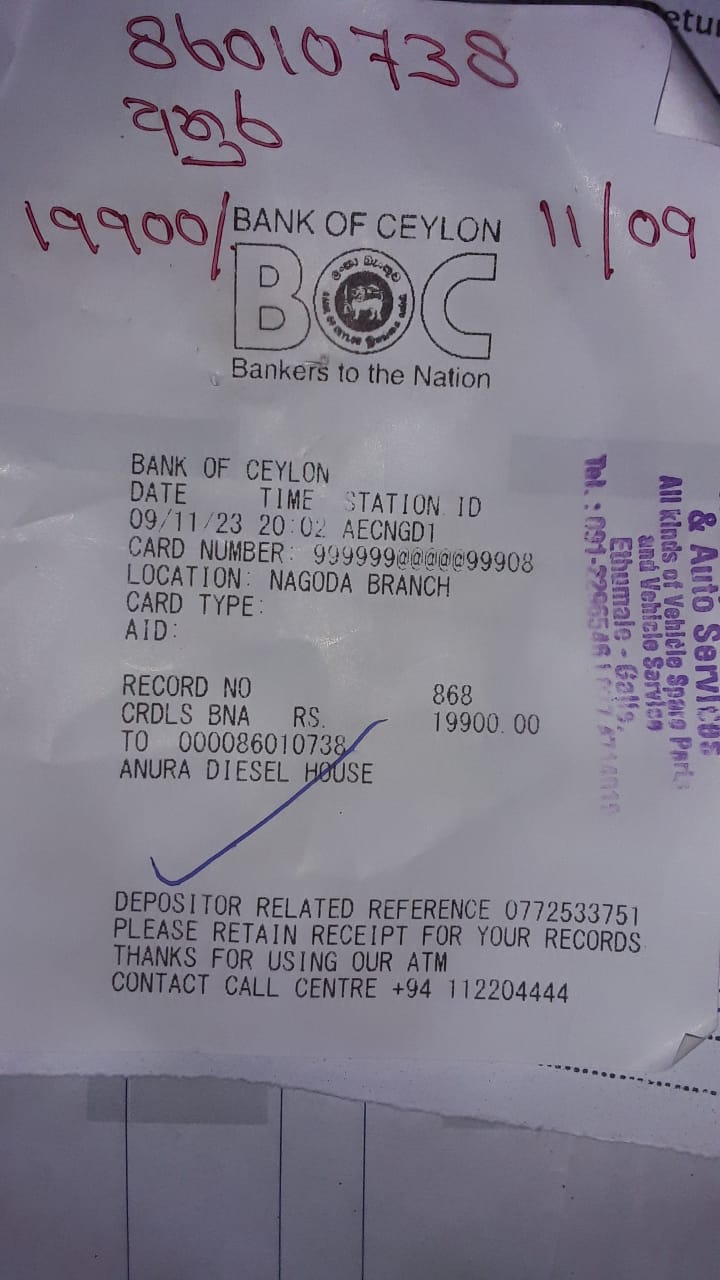 etu
86010738
අනුර
19900/ 11/09
BANK OF CEYLON
BOC
Bankers to the Nation
BANK OF CEYLON
DATE TIME STATION ID
09/11/23 20:02 AECNGD1
CARD NUMBER: 999999@@@@@99908
LOCATION: NAGODA BRANCH
CARD TYPE:
AID:
RECORD NO 868
CRDLS BNA RS. 19900.00
TO 000086010738
ANURA DIESEL HOUSE
DEPOSITOR RELATED REFERENCE 0772533751
PLEASE RETAIN RECEIPT FOR YOUR RECORDS
THANKS FOR USING OUR ATM
CONTACT CALL CENTRE +94 112204444
& Auto Services
All kinds of Vehicle Spare Parts
and Vehicle Service
Ethumale - Galle.
Tel. :